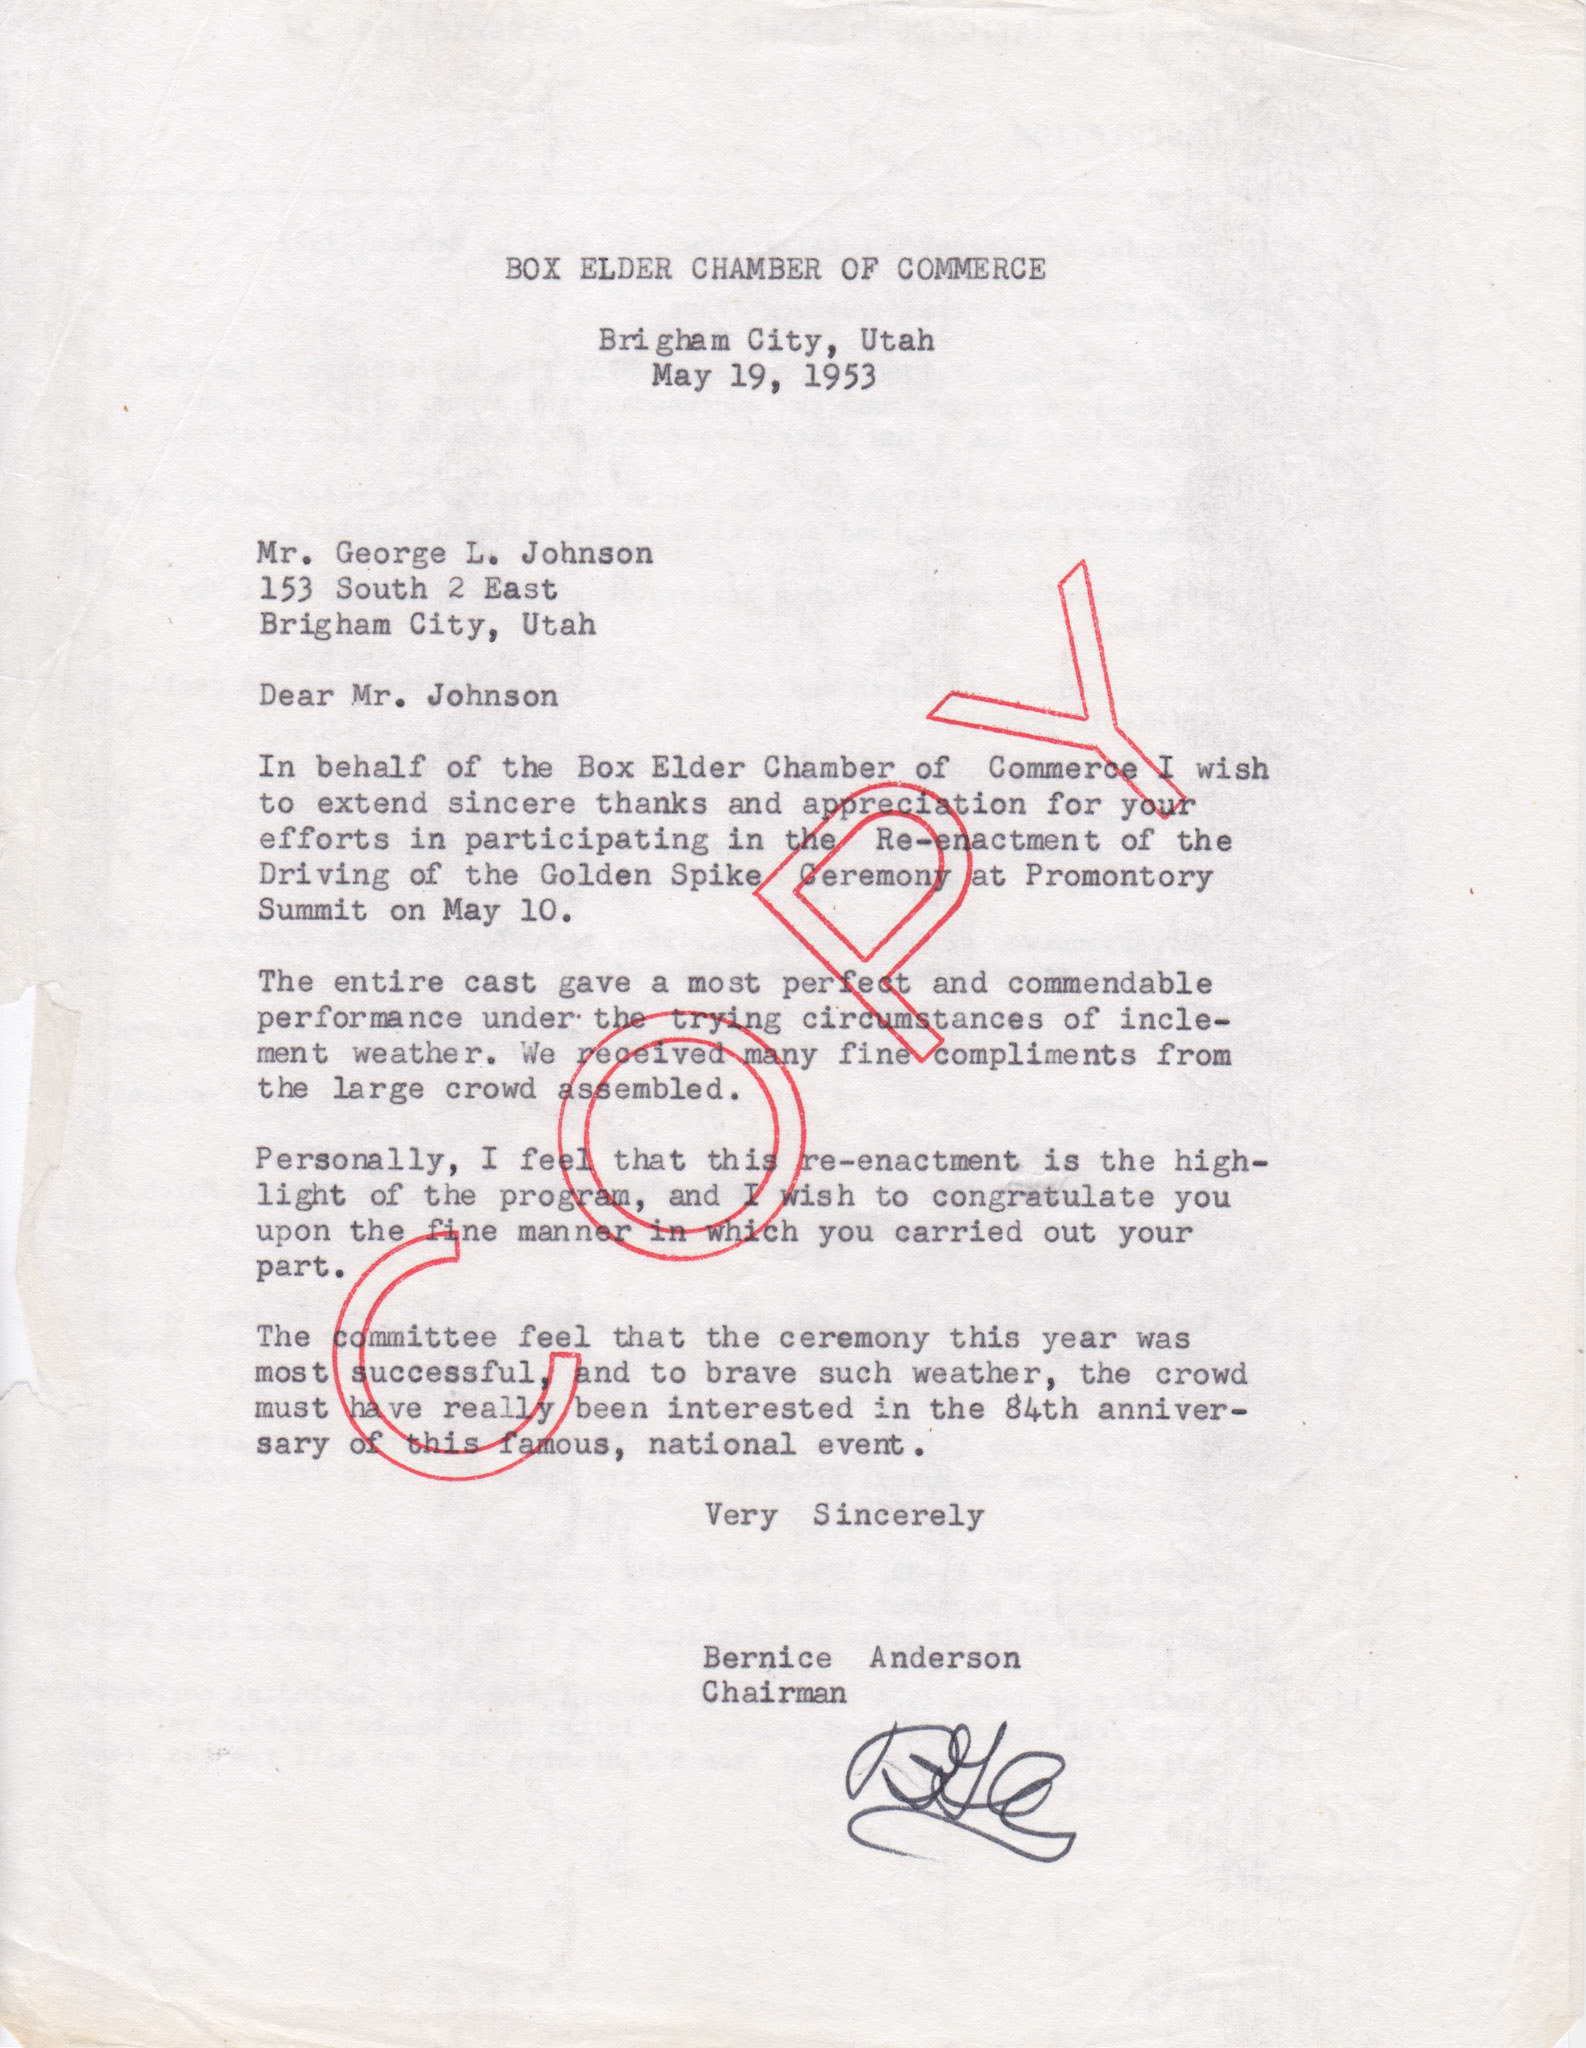 BOX ELDER CHAMBER OF COMMERCE
Brigham City, Utah
May 19, 1953
Mr. George L. Johnson
153 South 2 East
Brigham City, Utah
Dear Mr. Johnson
In behalf of the Box Elder Chamber of Commerce I wish
to extend sincere thanks and appreciation for your
efforts in participating in the Re-enactment of the
Driving of the Golden Spike Ceremony at Promontory
Summit on May 10.
The entire cast gave a most perfect and commendable
performance under the trying circumstances of incle-
ment weather. We received many fine compliments from
the large crowd assembled.
Personally, I feel that this re-enactment is the high-
light of the program, and I wish to congratulate you
upon the fine manner in which you carried out your
part.
The committee feel that the ceremony this year was
most successful, and to brave such weather, the crowd
must have really been interested in the 84th anniver-
sary of this famous, national event.
Very Sincerely
Bernice Anderson
Chairman
COPY